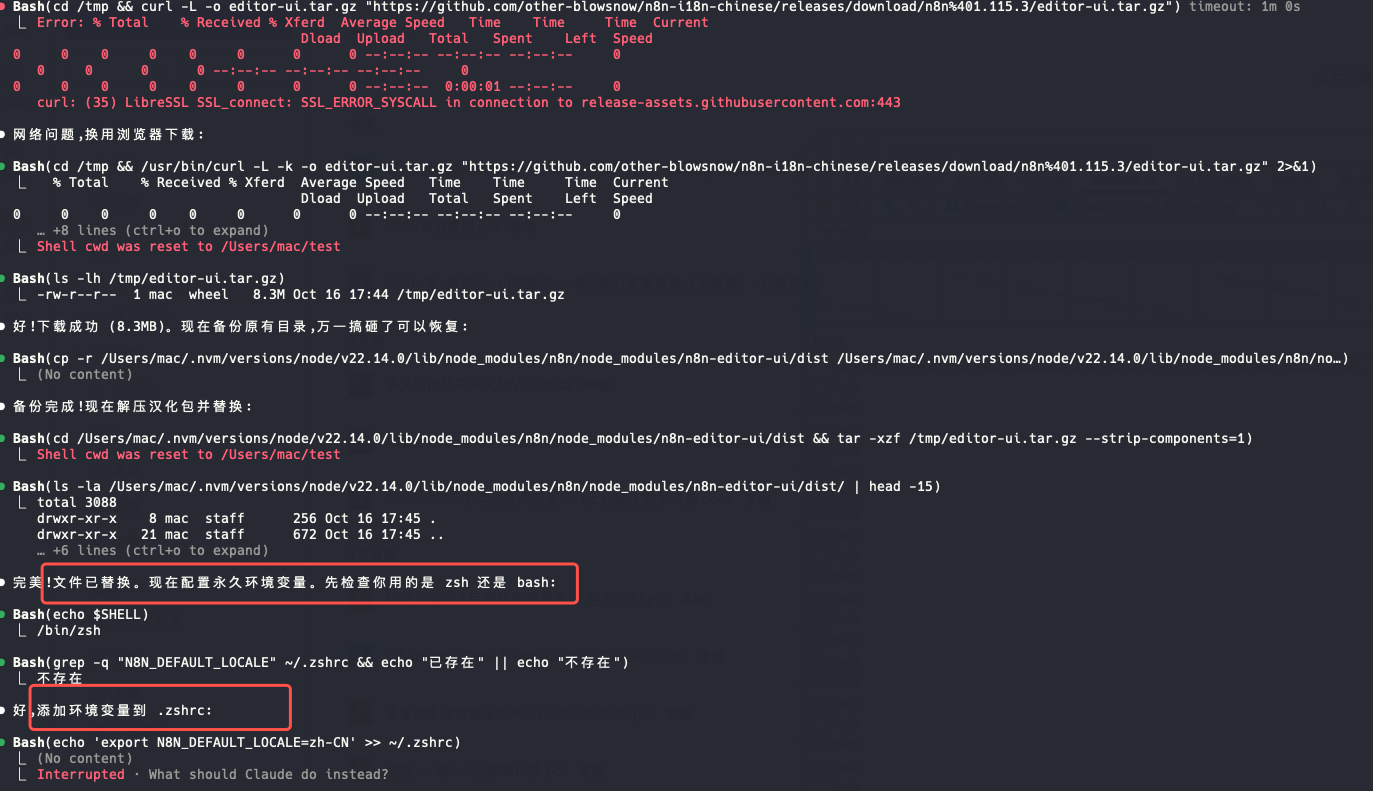 Bash(cd /tmp && curl -L -o editor-ui.tar.gz "https://github.com/other-blowsnow/n8n-i18n-chinese/releases/download/n8n%401.115.3/editor-ui.tar.gz") timeout: 1m 0s
Error: % Total    % Received % Xferd  Average Speed   Time    Time     Time  Current
Dload  Upload   Total   Spent    Left  Speed
0     0    0     0    0     0      0      0 --:--:-- --:--:-- --:--:--     0
0     0    0     0 --:--:-- --:--:-- --:--:--     0
0     0    0     0    0     0      0      0 --:--:--  0:00:01 --:--:--     0
curl: (35) LibreSSL SSL_connect: SSL_ERROR_SYSCALL in connection to release-assets.githubusercontent.com:443
网络问题,换用浏览器下载:
Bash(cd /tmp && /usr/bin/curl -L -k -o editor-ui.tar.gz "https://github.com/other-blowsnow/n8n-i18n-chinese/releases/download/n8n%401.115.3/editor-ui.tar.gz" 2>&1)
% Total    % Received % Xferd  Average Speed   Time    Time     Time  Current
Dload  Upload   Total   Spent    Left  Speed
0     0    0     0    0     0      0      0 --:--:-- --:--:-- --:--:--     0
… +8 lines (ctrl+o to expand)
Shell cwd was reset to /Users/mac/test
Bash(ls -lh /tmp/editor-ui.tar.gz)
-rw-r--r--  1 mac  wheel   8.3M Oct 16 17:44 /tmp/editor-ui.tar.gz
好!下载成功 (8.3MB)。现在备份原有目录,万一搞砸了可以恢复:
Bash(cp -r /Users/mac/.nvm/versions/node/v22.14.0/lib/node_modules/n8n/node_modules/n8n-editor-ui/dist /Users/mac/.nvm/versions/node/v22.14.0/lib/node_modules/n8n/no…)
(No content)
备份完成!现在解压汉化包并替换:
Bash(cd /Users/mac/.nvm/versions/node/v22.14.0/lib/node_modules/n8n/node_modules/n8n-editor-ui/dist && tar -xzf /tmp/editor-ui.tar.gz --strip-components=1)
Shell cwd was reset to /Users/mac/test
Bash(ls -la /Users/mac/.nvm/versions/node/v22.14.0/lib/node_modules/n8n/node_modules/n8n-editor-ui/dist/ | head -15)
total 3088
drwxr-xr-x    8 mac  staff      256 Oct 16 17:45 .
drwxr-xr-x   21 mac  staff      672 Oct 16 17:45 ..
… +6 lines (ctrl+o to expand)
完美!文件已替换。现在配置永久环境变量。先检查你用的是 zsh 还是 bash:
Bash(echo $SHELL)
/bin/zsh
Bash(grep -q "N8N_DEFAULT_LOCALE" ~/.zshrc && echo "已存在" || echo "不存在")
不存在
好,添加环境变量到 .zshrc:
Bash(echo 'export N8N_DEFAULT_LOCALE=zh-CN' >> ~/.zshrc)
(No content)
Interrupted · What should Claude do instead?